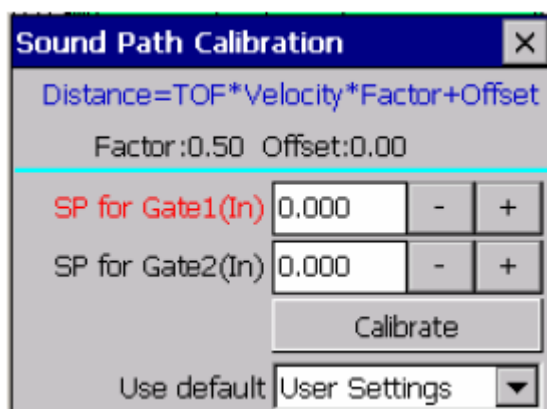 Sound Path Calibration ×
Distance=TOF*Velocity*Factor+Offset
Factor:0.50 Offset:0.00
SP for Gate1(In) 0.000 - +
SP for Gate2(In) 0.000 - +
Calibrate
Use default User Settings